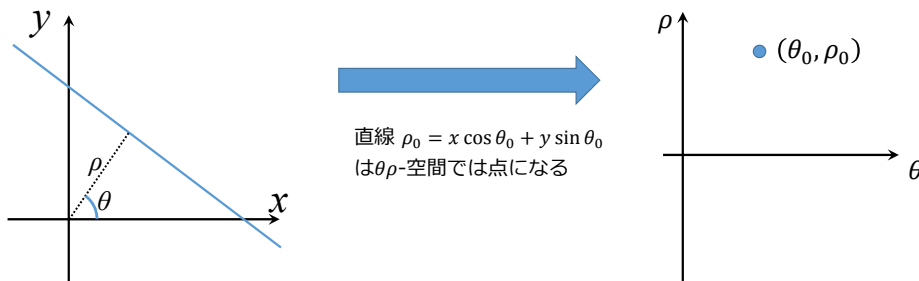 y
ρ
θ
x
直線 ρ₀ = x cos θ₀ + y sin θ₀
はθρ-空間では点になる
ρ
(θ₀, ρ₀)
θ